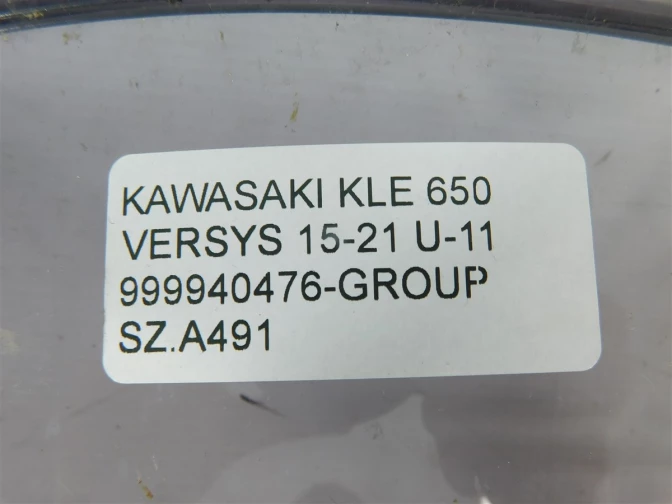 KAWASAKI KLE 650
VERSYS 15-21 U-11
999940476-GROUP
SZ.A491